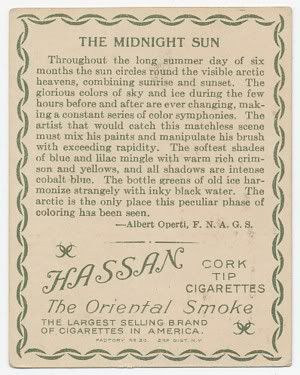 THE MIDNIGHT SUN
Throughout the long summer day of six
months the sun circles round the visible arctic
heavens, combining sunrise and sunset. The
glorious colors of sky and ice during the few
hours before and after are ever changing, mak-
ing a constant series of color symphonies. The
artist that would catch this matchless scene
must mix his paints and manipulate his brush
with exceeding rapidity. The softest shades
of blue and lilac mingle with warm rich crim-
son and yellows, and all shadows are intense
cobalt blue. The bottle greens of old ice har-
monize strangely with inky black water. The
arctic is the only place this peculiar phase of
coloring has been seen.
—Albert Operti, F. N. A. G. S.
HASSAN
CORK
TIP
CIGARETTES
The Oriental Smoke
THE LARGEST SELLING BRAND
OF CIGARETTES IN AMERICA.
FACTORY NO. 30. 2ND DIST. N.Y.